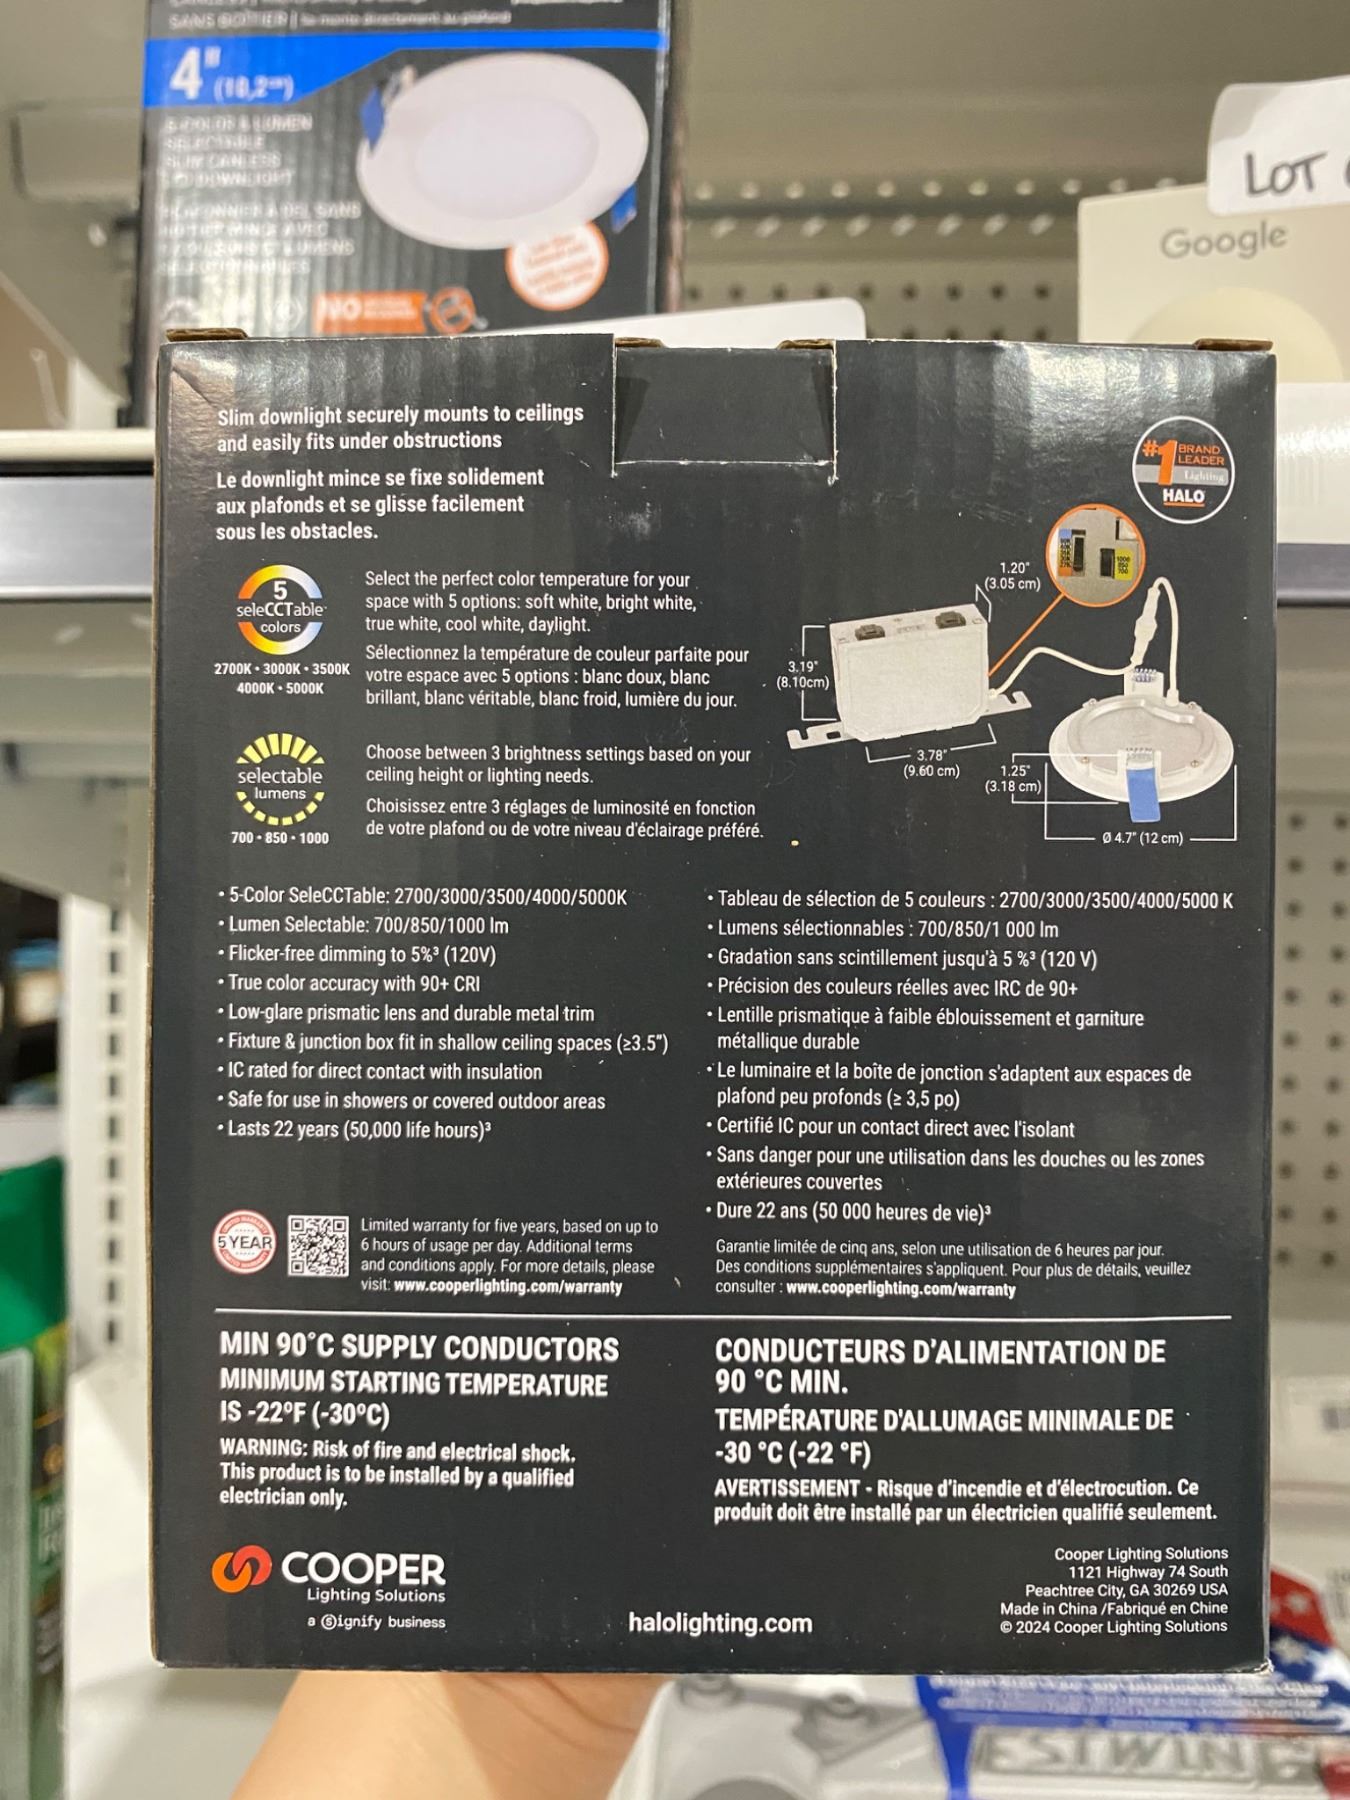 SANS BOÎTIER | Se monte directement au plafond
4"
(10,2cm)
NO
LOT
Google
Slim downlight securely mounts to ceilings
and easily fits under obstructions
Le downlight mince se fixe solidement
aux plafonds et se glisse facilement
sous les obstacles.
#1 BRAND
LEADER
Lighting
HALO
5
seleCCTable
colors
2700K • 3000K • 3500K
4000K • 5000K
Select the perfect color temperature for your
space with 5 options: soft white, bright white,
true white, cool white, daylight.
Sélectionnez la température de couleur parfaite pour
votre espace avec 5 options : blanc doux, blanc
brillant, blanc véritable, blanc froid, lumière du jour.
selectable
lumens
700 • 850 • 1000
Choose between 3 brightness settings based on your
ceiling height or lighting needs.
Choisissez entre 3 réglages de luminosité en fonction
de votre plafond ou de votre niveau d'éclairage préféré.
1000
850
700
1.20"
(3.05 cm)
3.19"
(8.10cm)
3.78"
(9.60 cm)
1.25"
(3.18 cm)
Ø 4.7" (12 cm)
• 5-Color SeleCCTable: 2700/3000/3500/4000/5000K
• Lumen Selectable: 700/850/1000 lm
• Flicker-free dimming to 5%³ (120V)
• True color accuracy with 90+ CRI
• Low-glare prismatic lens and durable metal trim
• Fixture & junction box fit in shallow ceiling spaces (≥3.5")
• IC rated for direct contact with insulation
• Safe for use in showers or covered outdoor areas
• Lasts 22 years (50,000 life hours)³
• Tableau de sélection de 5 couleurs : 2700/3000/3500/4000/5000 K
• Lumens sélectionnables : 700/850/1 000 lm
• Gradation sans scintillement jusqu'à 5 %³ (120 V)
• Précision des couleurs réelles avec IRC de 90+
• Lentille prismatique à faible éblouissement et garniture
métallique durable
• Le luminaire et la boîte de jonction s'adaptent aux espaces de
plafond peu profonds (≥ 3,5 po)
• Certifié IC pour un contact direct avec l'isolant
• Sans danger pour une utilisation dans les douches ou les zones
extérieures couvertes
• Dure 22 ans (50 000 heures de vie)³
5 YEAR
LIMITED WARRANTY
Limited warranty for five years, based on up to
6 hours of usage per day. Additional terms
and conditions apply. For more details, please
visit: www.cooperlighting.com/warranty
Garantie limitée de cinq ans, selon une utilisation de 6 heures par jour.
Des conditions supplémentaires s'appliquent. Pour plus de détails, veuillez
consulter : www.cooperlighting.com/warranty
MIN 90°C SUPPLY CONDUCTORS
MINIMUM STARTING TEMPERATURE
IS -22ºF (-30ºC)
WARNING: Risk of fire and electrical shock.
This product is to be installed by a qualified
electrician only.
CONDUCTEURS D'ALIMENTATION DE
90 °C MIN.
TEMPÉRATURE D'ALLUMAGE MINIMALE DE
-30 °C (-22 °F)
AVERTISSEMENT - Risque d'incendie et d'électrocution. Ce
produit doit être installé par un électricien qualifié seulement.
COOPER
Lighting Solutions
a Signify business
halolighting.com
Cooper Lighting Solutions
1121 Highway 74 South
Peachtree City, GA 30269 USA
Made in China /Fabriqué en Chine
© 2024 Cooper Lighting Solutions
ESTWING